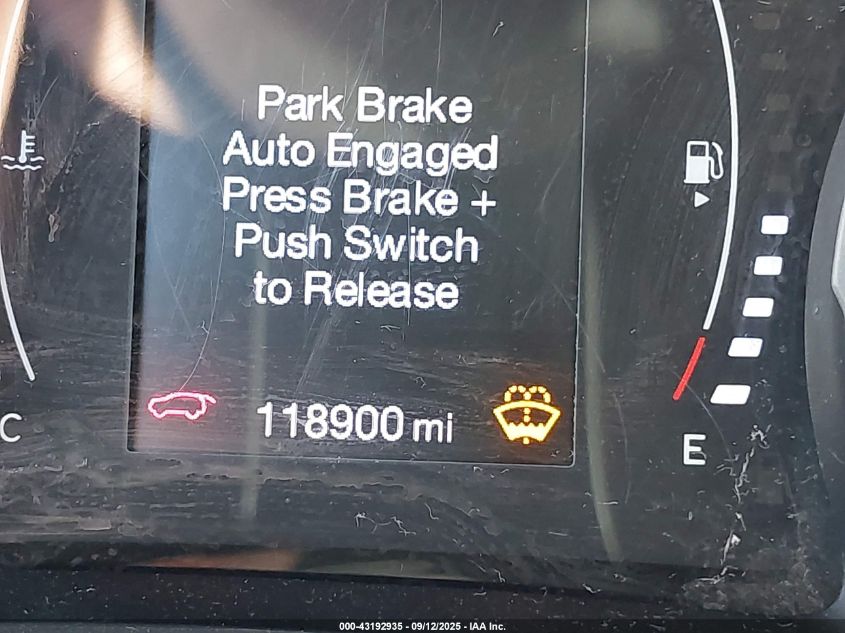 Park Brake
Auto Engaged
Press Brake +
Push Switch
to Release
118900 mi
C
E
000-43192935 - 09/12/2025 - IAA Inc.